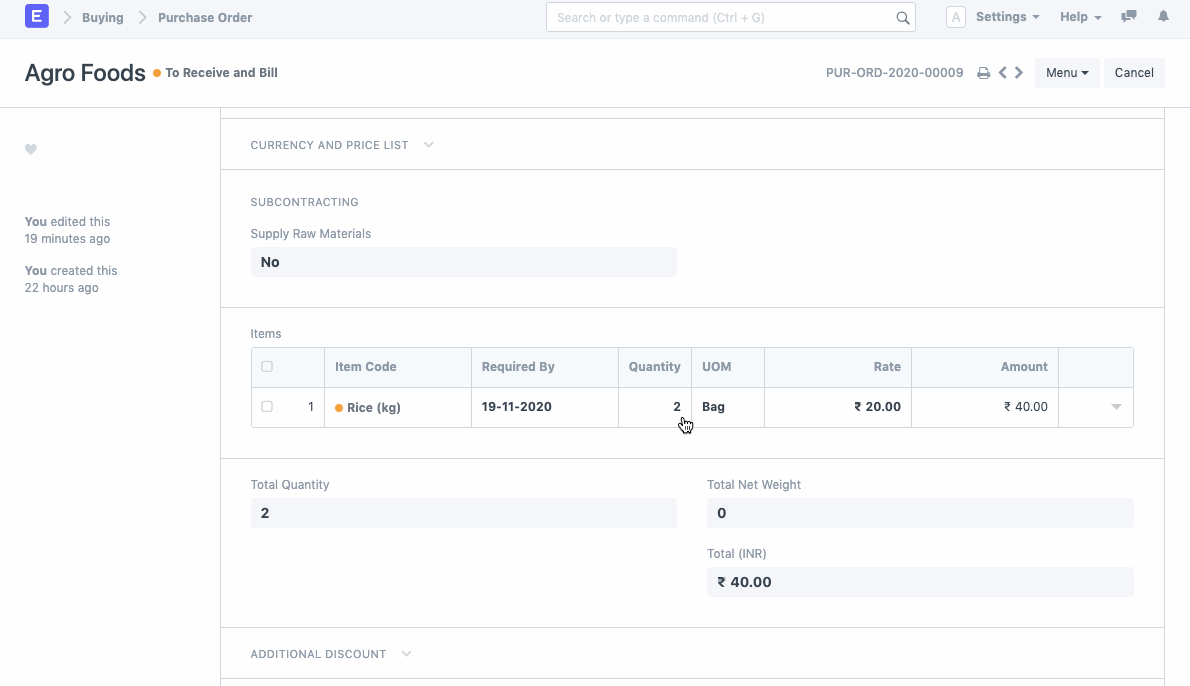 E Buying Purchase Order Search or type a command (Ctrl + G) A Settings Help
Agro Foods To Receive and Bill PUR-ORD-2020-00009 Menu Cancel
CURRENCY AND PRICE LIST
You edited this
19 minutes ago
You created this
22 hours ago
SUBCONTRACTING
Supply Raw Materials
No
Items
Item Code Required By Quantity UOM Rate Amount
1 Rice (kg) 19-11-2020 2 Bag ₹ 20.00 ₹ 40.00
Total Quantity
2
Total Net Weight
0
Total (INR)
₹ 40.00
ADDITIONAL DISCOUNT